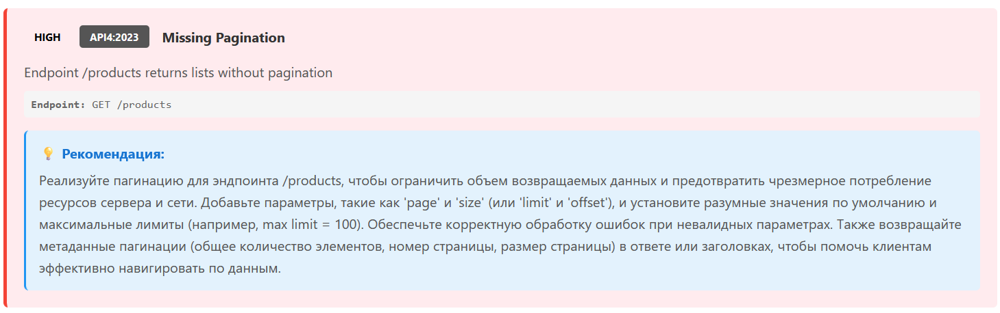 HIGH API4:2023 Missing Pagination
Endpoint /products returns lists without pagination
Endpoint: GET /products
💡 Рекомендация:
Реализуйте пагинацию для эндпоинта /products, чтобы ограничить объем возвращаемых данных и предотвратить чрезмерное потребление
ресурсов сервера и сети. Добавьте параметры, такие как 'page' и 'size' (или 'limit' и 'offset'), и установите разумные значения по умолчанию и
максимальные лимиты (например, max limit = 100). Обеспечьте корректную обработку ошибок при невалидных параметрах. Также возвращайте
метаданные пагинации (общее количество элементов, номер страницы, размер страницы) в ответе или заголовках, чтобы помочь клиентам
эффективно навигировать по данным.